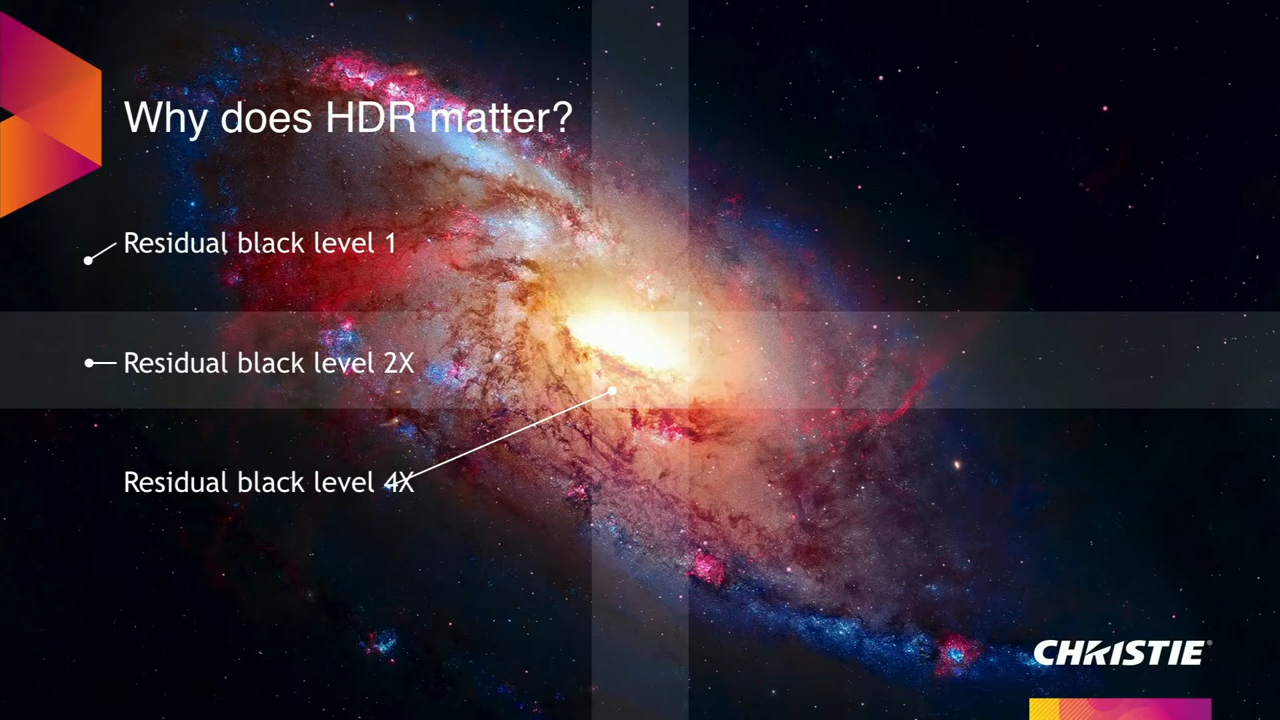 Why does HDR matter?
Residual black level 1
Residual black level 2X
Residual black level 4X
CHRISTIE®